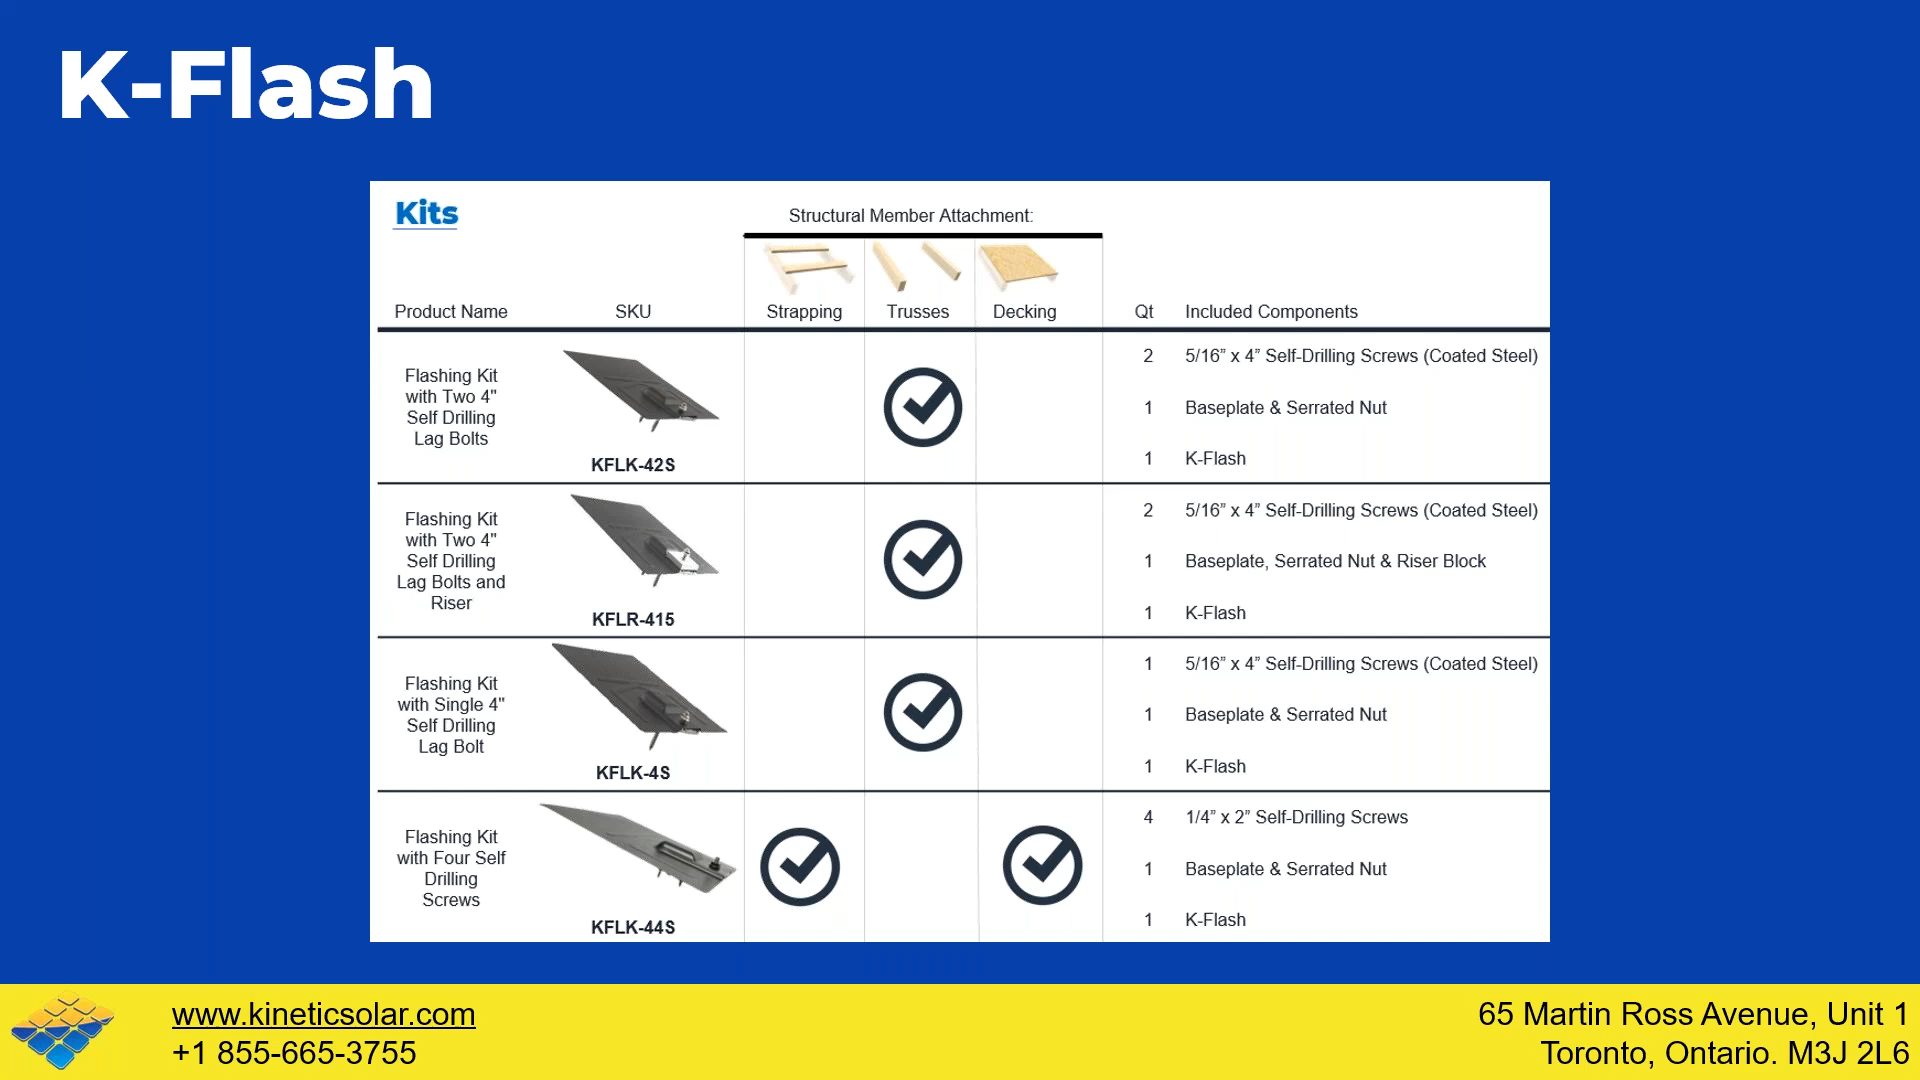 K-Flash
Kits
Structural Member Attachment:
Product Name SKU Strapping Trusses Decking Qt Included Components
Flashing Kit
with Two 4"
Self Drilling
Lag Bolts
KFLK-42S
2 5/16” x 4” Self-Drilling Screws (Coated Steel)
1 Baseplate & Serrated Nut
1 K-Flash
Flashing Kit
with Two 4"
Self Drilling
Lag Bolts and
Riser
KFLR-415
2 5/16” x 4” Self-Drilling Screws (Coated Steel)
1 Baseplate, Serrated Nut & Riser Block
1 K-Flash
Flashing Kit
with Single 4"
Self Drilling
Lag Bolt
KFLK-4S
1 5/16” x 4” Self-Drilling Screws (Coated Steel)
1 Baseplate & Serrated Nut
1 K-Flash
Flashing Kit
with Four Self
Drilling
Screws
KFLK-44S
4 1/4” x 2” Self-Drilling Screws
1 Baseplate & Serrated Nut
1 K-Flash
www.kineticsolar.com
+1 855-665-3755
65 Martin Ross Avenue, Unit 1
Toronto, Ontario. M3J 2L6